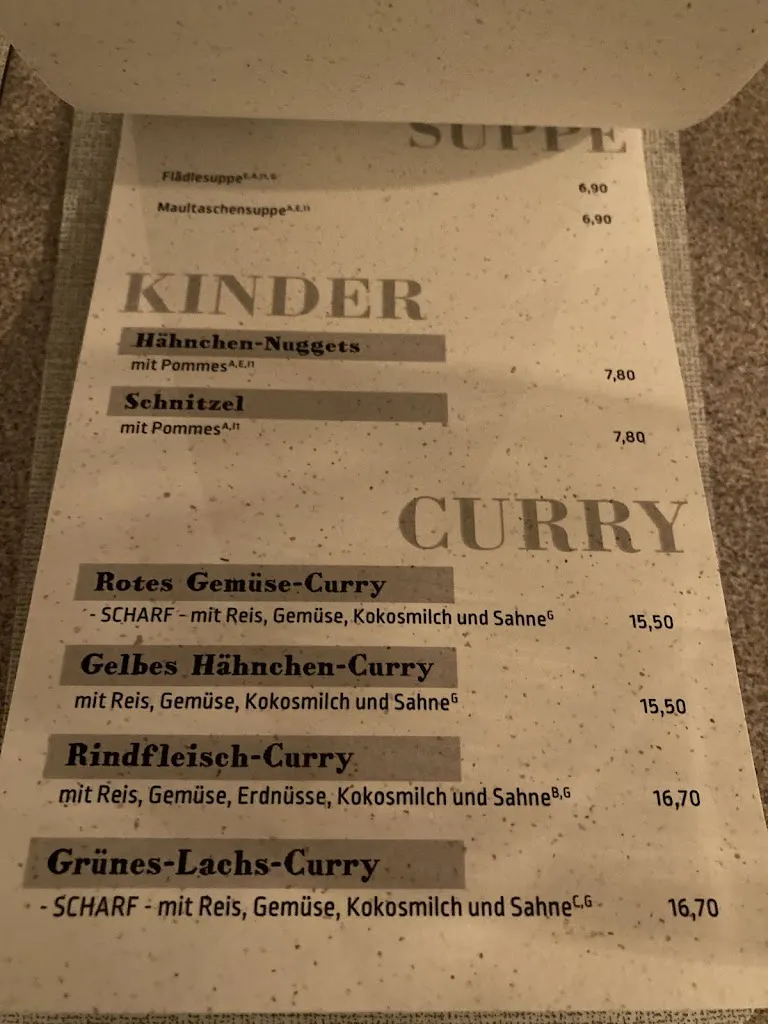 SUPPE
Flädlesuppe
6,90
Maultaschensuppe
6,90
KINDER
Hähnchen-Nuggets
mit Pommes
7,80
Schnitzel
mit Pommes
7,80
CURRY
Rotes Gemüse-Curry
- SCHARF - mit Reis, Gemüse, Kokosmilch und Sahne^G 15,50
Gelbes Hähnchen-Curry
mit Reis, Gemüse, Kokosmilch und Sahne^G 15,50
Rindfleisch-Curry
mit Reis, Gemüse, Erdnüsse, Kokosmilch und Sahne^B,G 16,70
Grünes-Lachs-Curry
- SCHARF - mit Reis, Gemüse, Kokosmilch und Sahne^C,G 16,70